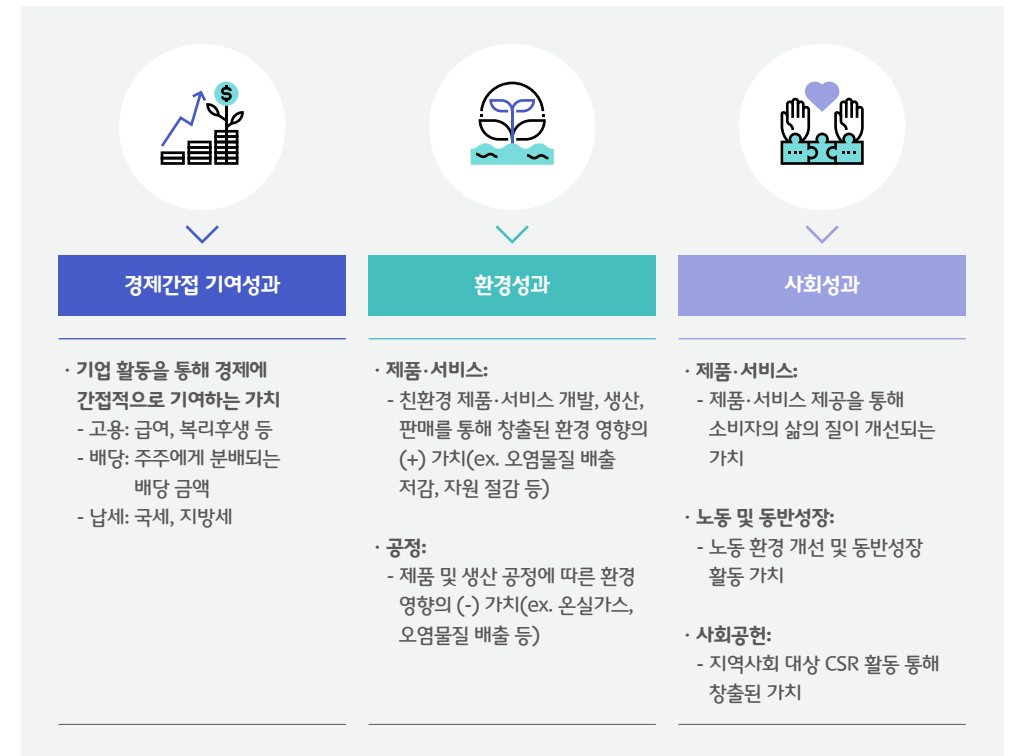 $
경제간접 기여성과
· 기업 활동을 통해 경제에
간접적으로 기여하는 가치
- 고용: 급여, 복리후생 등
- 배당: 주주에게 분배되는
배당 금액
- 납세: 국세, 지방세
환경성과
· 제품·서비스:
- 친환경 제품·서비스 개발, 생산,
판매를 통해 창출된 환경 영향의
(+) 가치(ex. 오염물질 배출
저감, 자원 절감 등)
· 공정:
- 제품 및 생산 공정에 따른 환경
영향의 (-) 가치(ex. 온실가스,
오염물질 배출 등)
사회성과
· 제품·서비스:
- 제품·서비스 제공을 통해
소비자의 삶의 질이 개선되는
가치
· 노동 및 동반성장:
- 노동 환경 개선 및 동반성장
활동 가치
· 사회공헌:
- 지역사회 대상 CSR 활동 통해
창출된 가치